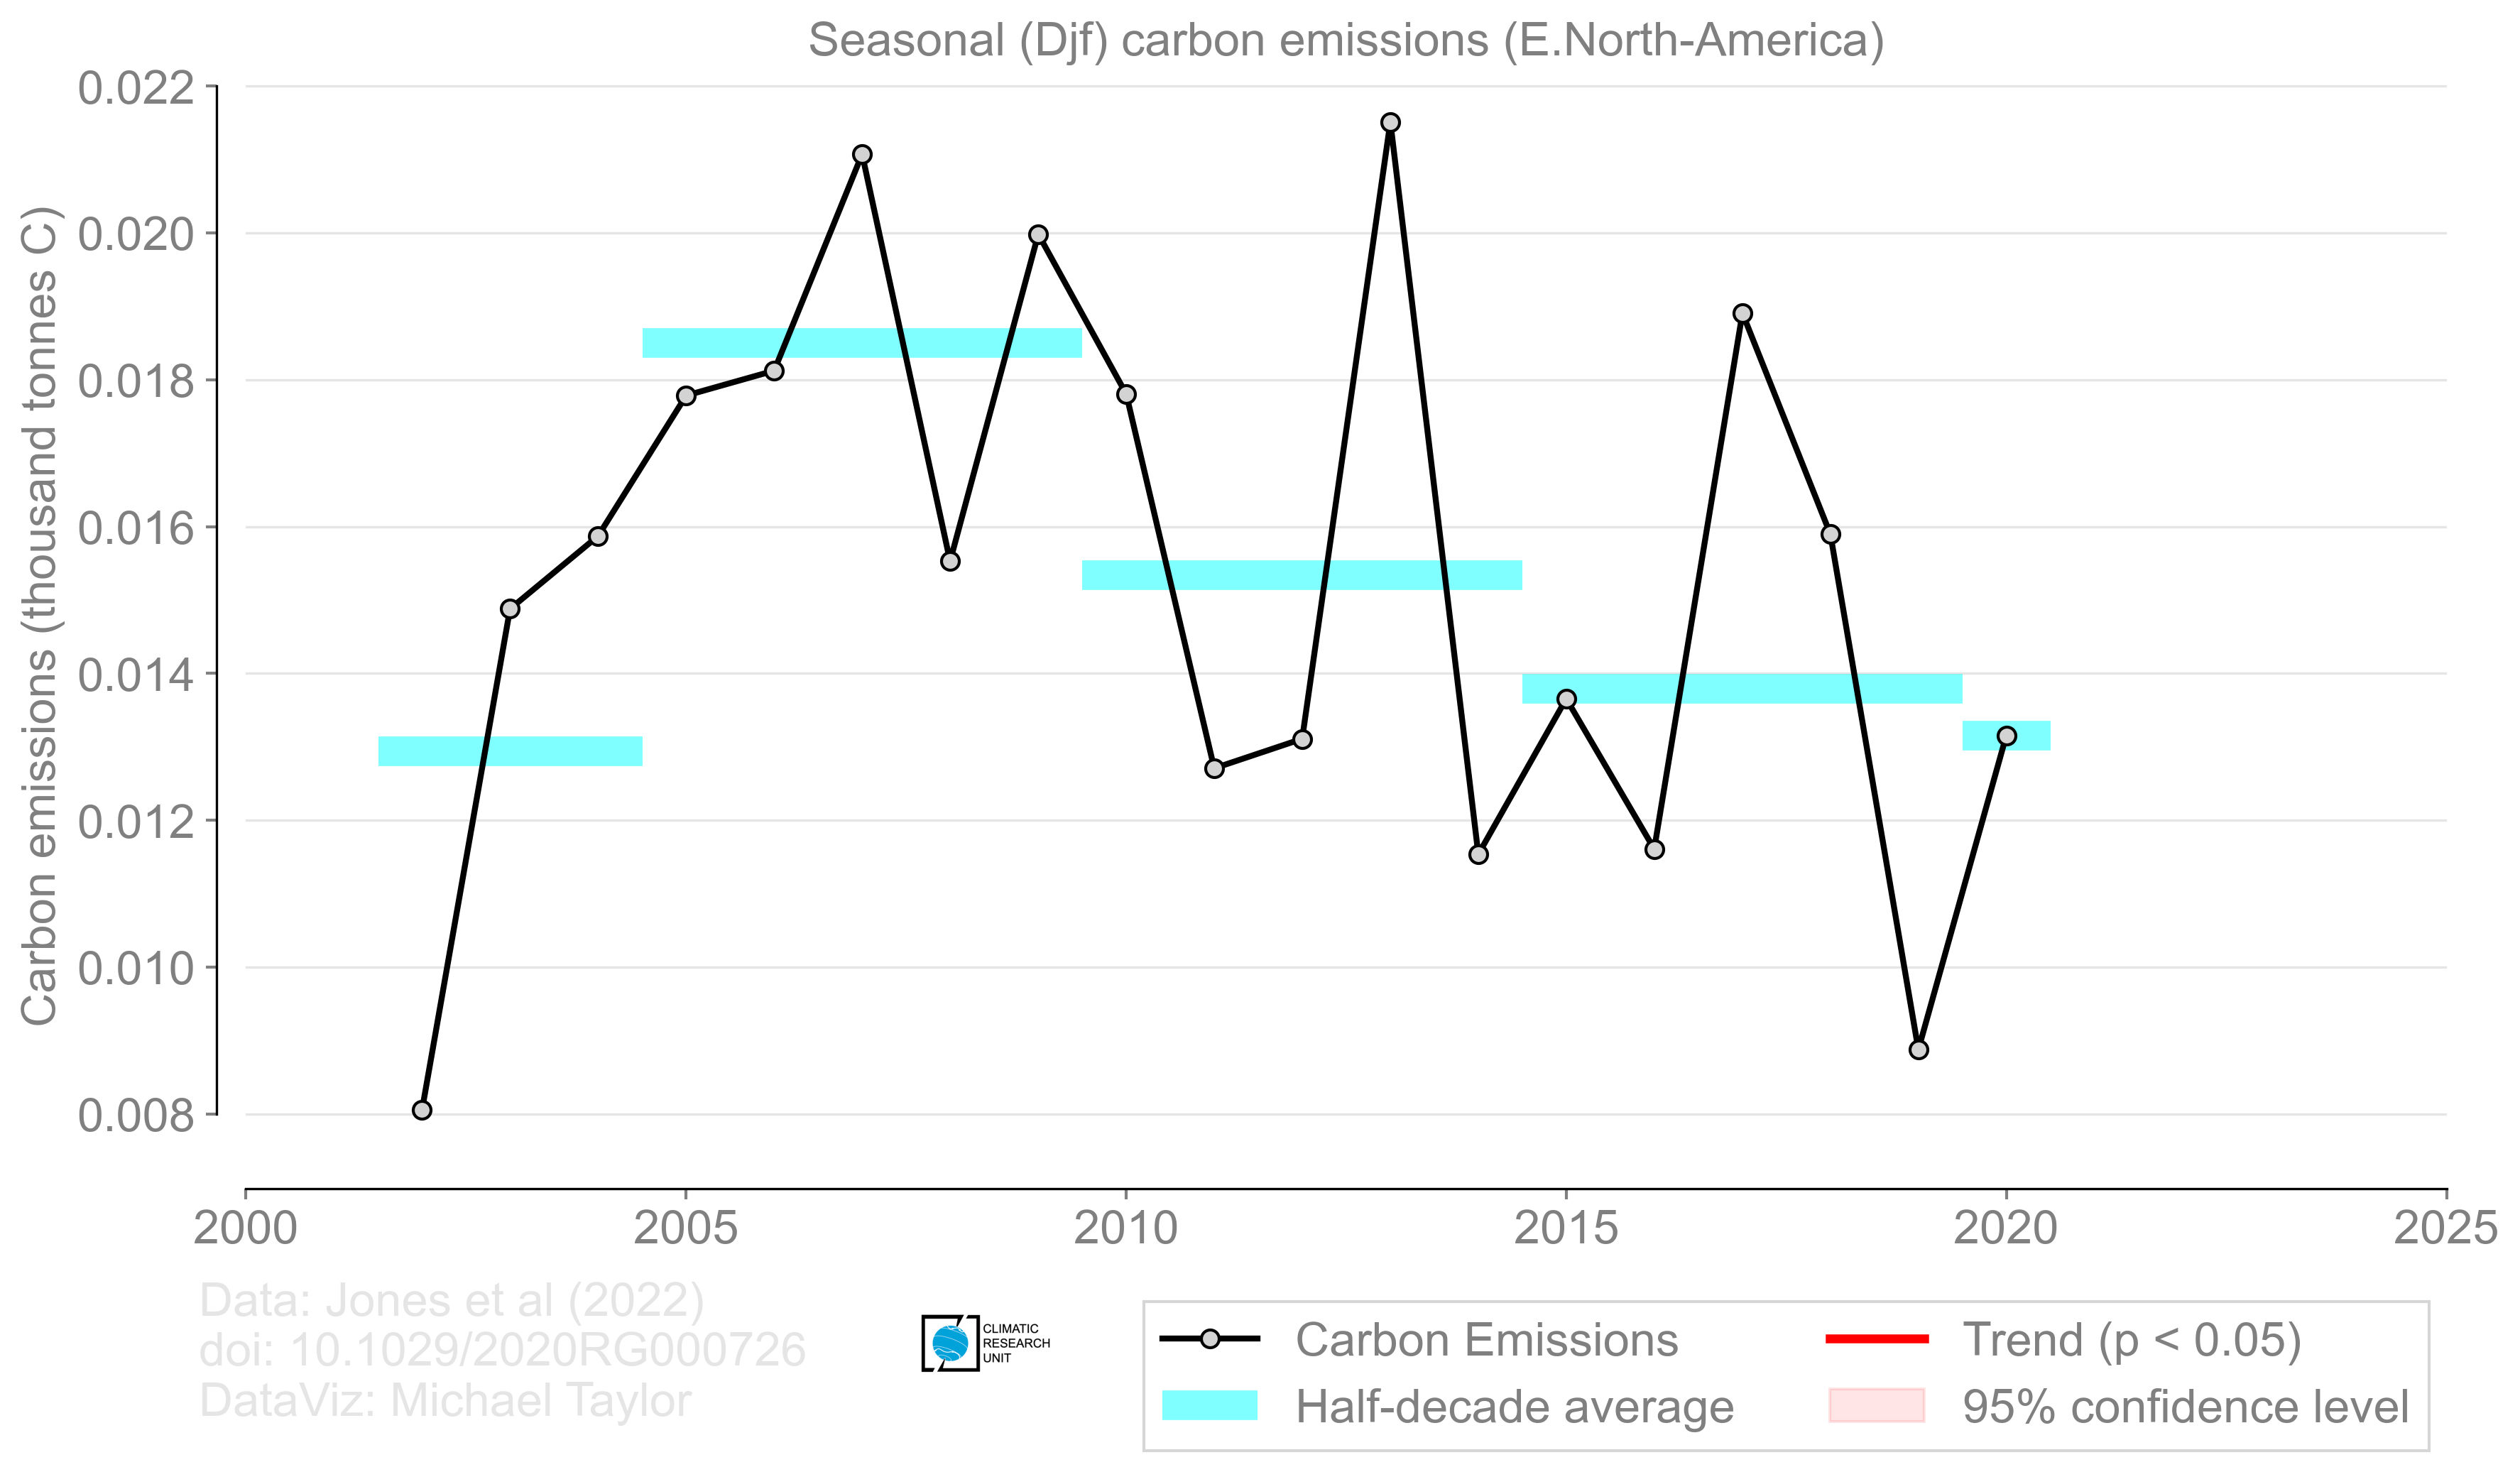 Seasonal (Djf) carbon emissions (E.North-America)
Carbon emissions (thousand tonnes C)
0.022
0.020
0.018
0.016
0.014
0.012
0.010
0.008
2000 2005 2010 2015 2020 2025
Data: Jones et al (2022)
doi: 10.1029/2020RG000726
DataViz: Michael Taylor
CLIMATIC
RESEARCH
UNIT
Carbon Emissions
Half-decade average
Trend (p < 0.05)
95% confidence level